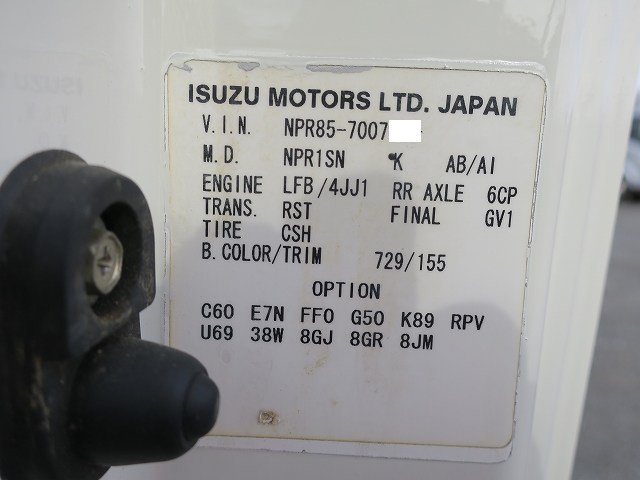 ISUZU MOTORS LTD. JAPAN
V.I.N. NPR85-7007
M.D. NPR1SN *K AB/AI
ENGINE LFB/4JJ1 RR AXLE 6CP
TRANS. RST FINAL GV1
TIRE CSH
B.COLOR/TRIM 729/155
OPTION
C60 E7N FF0 G50 K89 RPV
U69 38W 8GJ 8GR 8JM